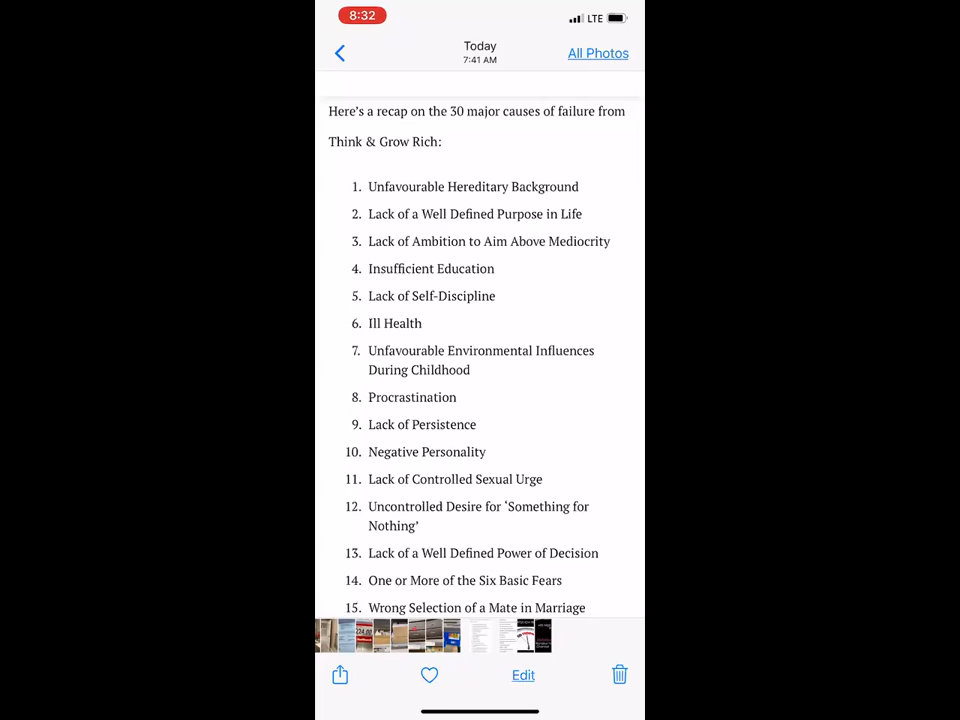 8:32
LTE
Today
7:41 AM
All Photos
Here's a recap on the 30 major causes of failure from
Think & Grow Rich:
1. Unfavourable Hereditary Background
2. Lack of a Well Defined Purpose in Life
3. Lack of Ambition to Aim Above Mediocrity
4. Insufficient Education
5. Lack of Self-Discipline
6. Ill Health
7. Unfavourable Environmental Influences
During Childhood
8. Procrastination
9. Lack of Persistence
10. Negative Personality
11. Lack of Controlled Sexual Urge
12. Uncontrolled Desire for ‘Something for
Nothing’
13. Lack of a Well Defined Power of Decision
14. One or More of the Six Basic Fears
15. Wrong Selection of a Mate in Marriage
Edit